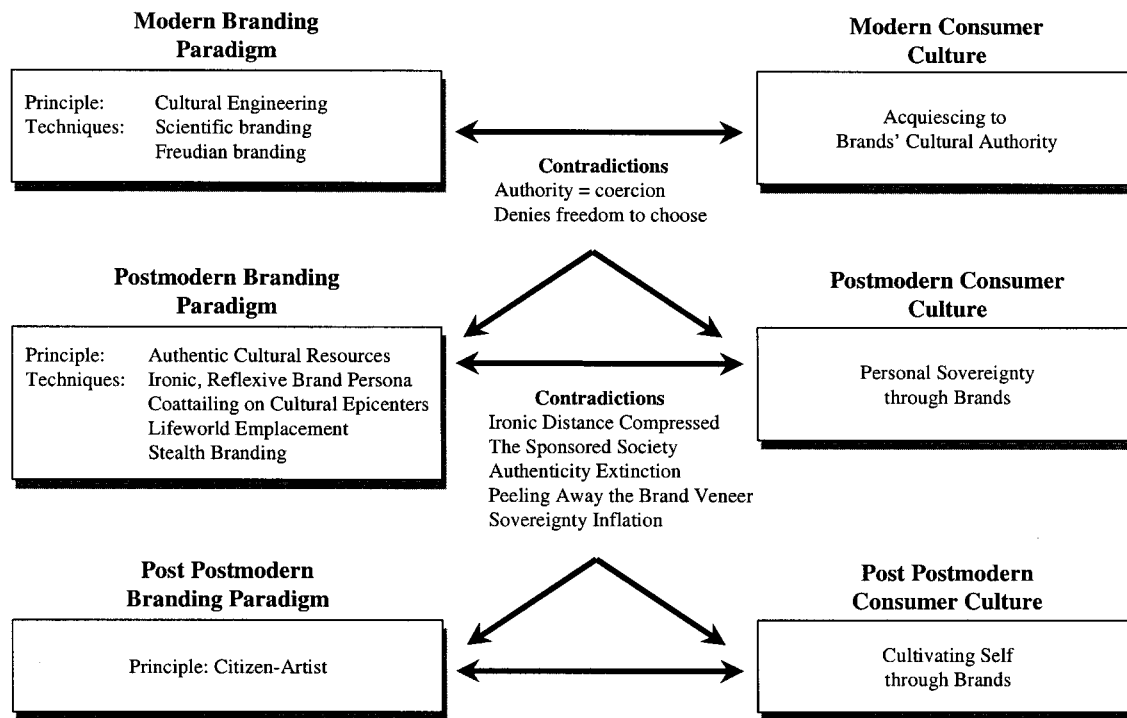 Modern Branding
Paradigm
Principle: Cultural Engineering
Techniques: Scientific branding
Freudian branding
Modern Consumer
Culture
Acquiescing to
Brands’ Cultural Authority
Contradictions
Authority = coercion
Denies freedom to choose
Postmodern Branding
Paradigm
Principle: Authentic Cultural Resources
Techniques: Ironic, Reflexive Brand Persona
Coattailing on Cultural Epicenters
Lifeworld Emplacement
Stealth Branding
Postmodern Consumer
Culture
Personal Sovereignty
through Brands
Contradictions
Ironic Distance Compressed
The Sponsored Society
Authenticity Extinction
Peeling Away the Brand Veneer
Sovereignty Inflation
Post Postmodern
Branding Paradigm
Principle: Citizen-Artist
Post Postmodern
Consumer Culture
Cultivating Self
through Brands